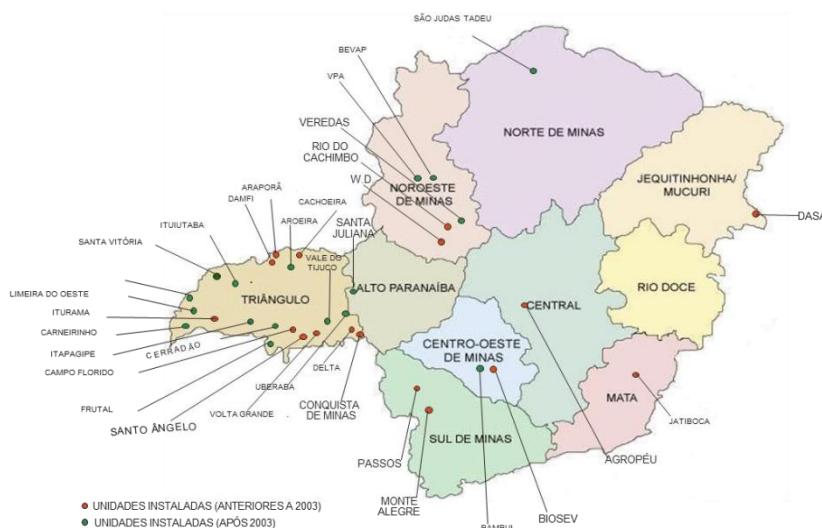 SÃO JUDAS TADEU
BEVAP
VPA
VEREDAS
RIO DO
CACHIMBO
W.D
NORTE DE MINAS
NOROESTE
DE MINAS
JEQUITINHONHA/
MUCURI
DASA
ARAPORÃ
DAMFI
CACHOEIRA
ITUIUTABA
AROEIRA
SANTA
JULIANA
SANTA VITÓRIA
VALE DO
TIJUCO
LIMEIRA DO OESTE
TRIÂNGULO
ALTO PARANAÍBA
CENTRAL
RIO DOCE
ITURAMA
CARNEIRINHO
CERRADÃO
ITAPAGIPE
CAMPO FLORIDO
CENTRO-OESTE
DE MINAS
DELTA
UBERABA
FRUTAL
VOLTA GRANDE
CONQUISTA
DE MINAS
SANTO ÂNGELO
MATA
JATIBOCA
SUL DE MINAS
PASSOS
AGROPÉU
MONTE
ALEGRE
BIOSEV
BAMBUI
UNIDADES INSTALADAS (ANTERIORES A 2003)
UNIDADES INSTALADAS (APÓS 2003)